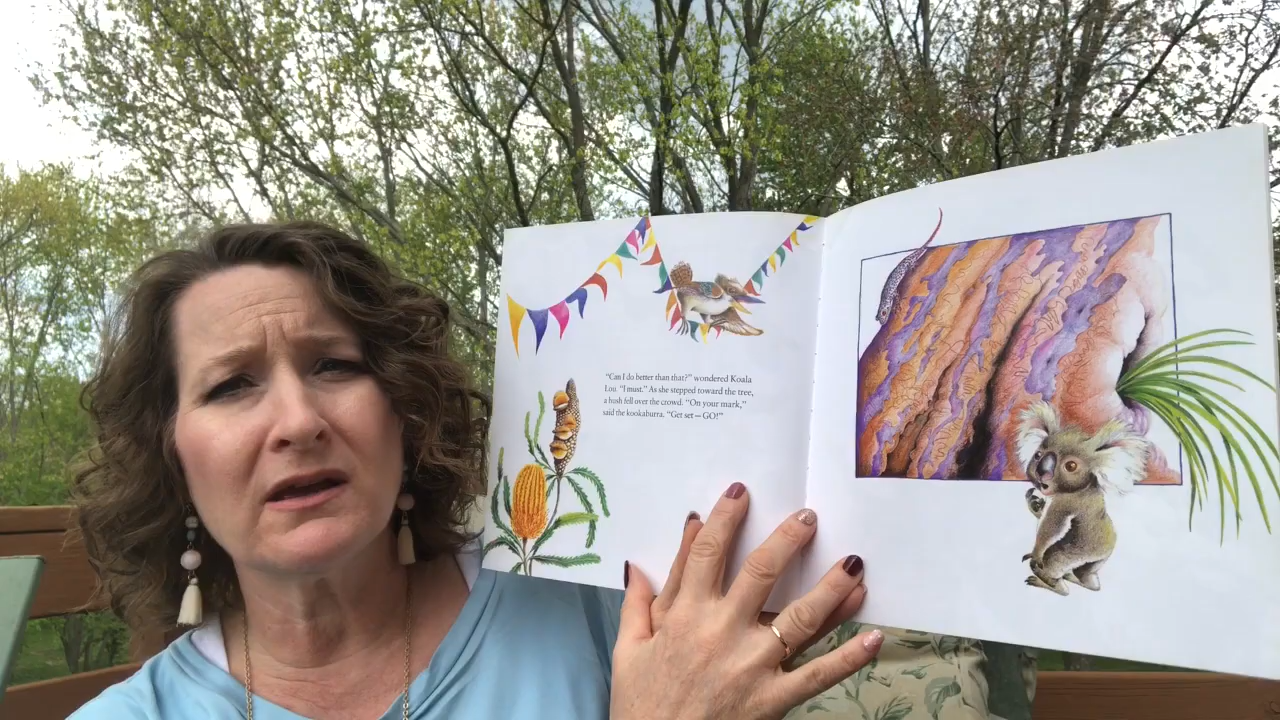 “Can I do better than that?” wondered Koala
Lou. “I must.” As she stepped toward the tree,
a hush fell over the crowd. “On your mark,”
said the kookaburra. “Get set — GO!”